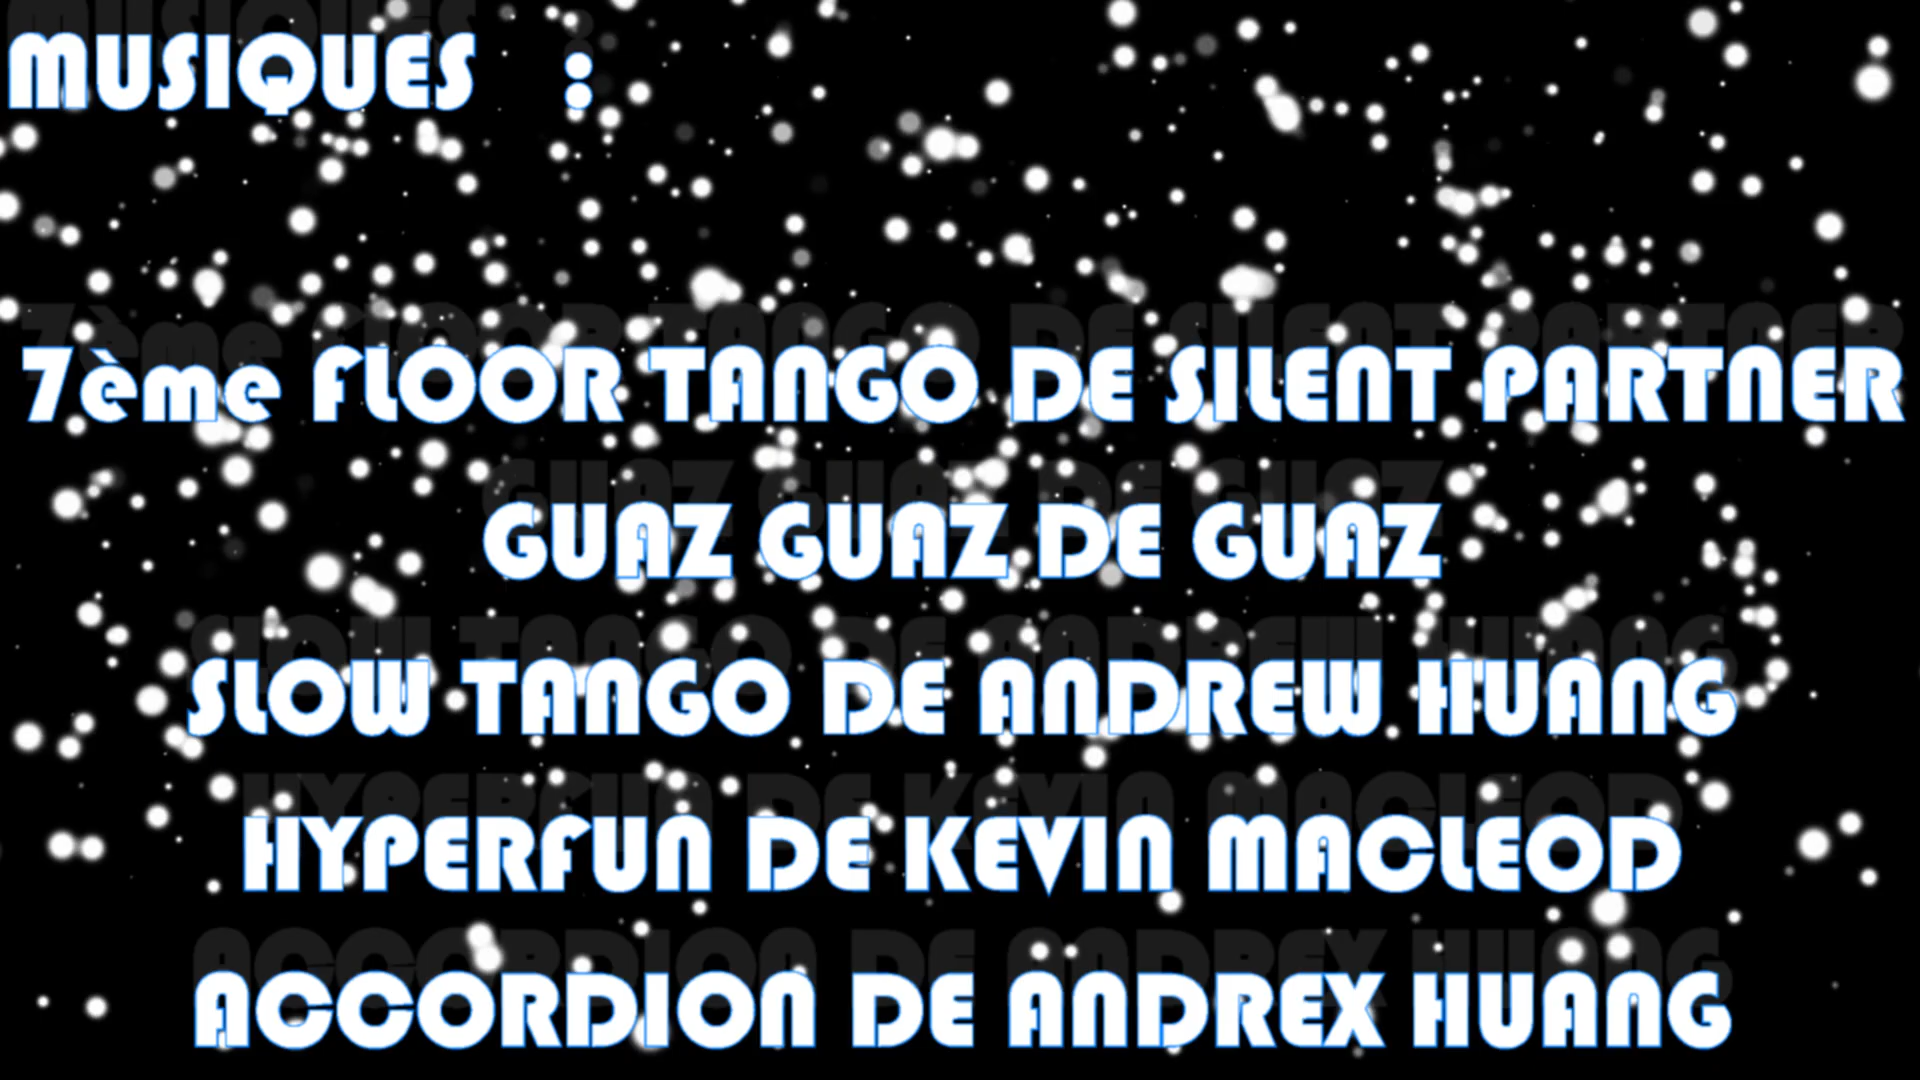 MUSIQUES :
7ème FLOOR TANGO DE SILENT PARTNER
GUAZ GUAZ DE GUAZ
SLOW TANGO DE ANDREW HUANG
HYPERFUN DE KEVIN MACLEOD
ACCORDION DE ANDREX HUANG